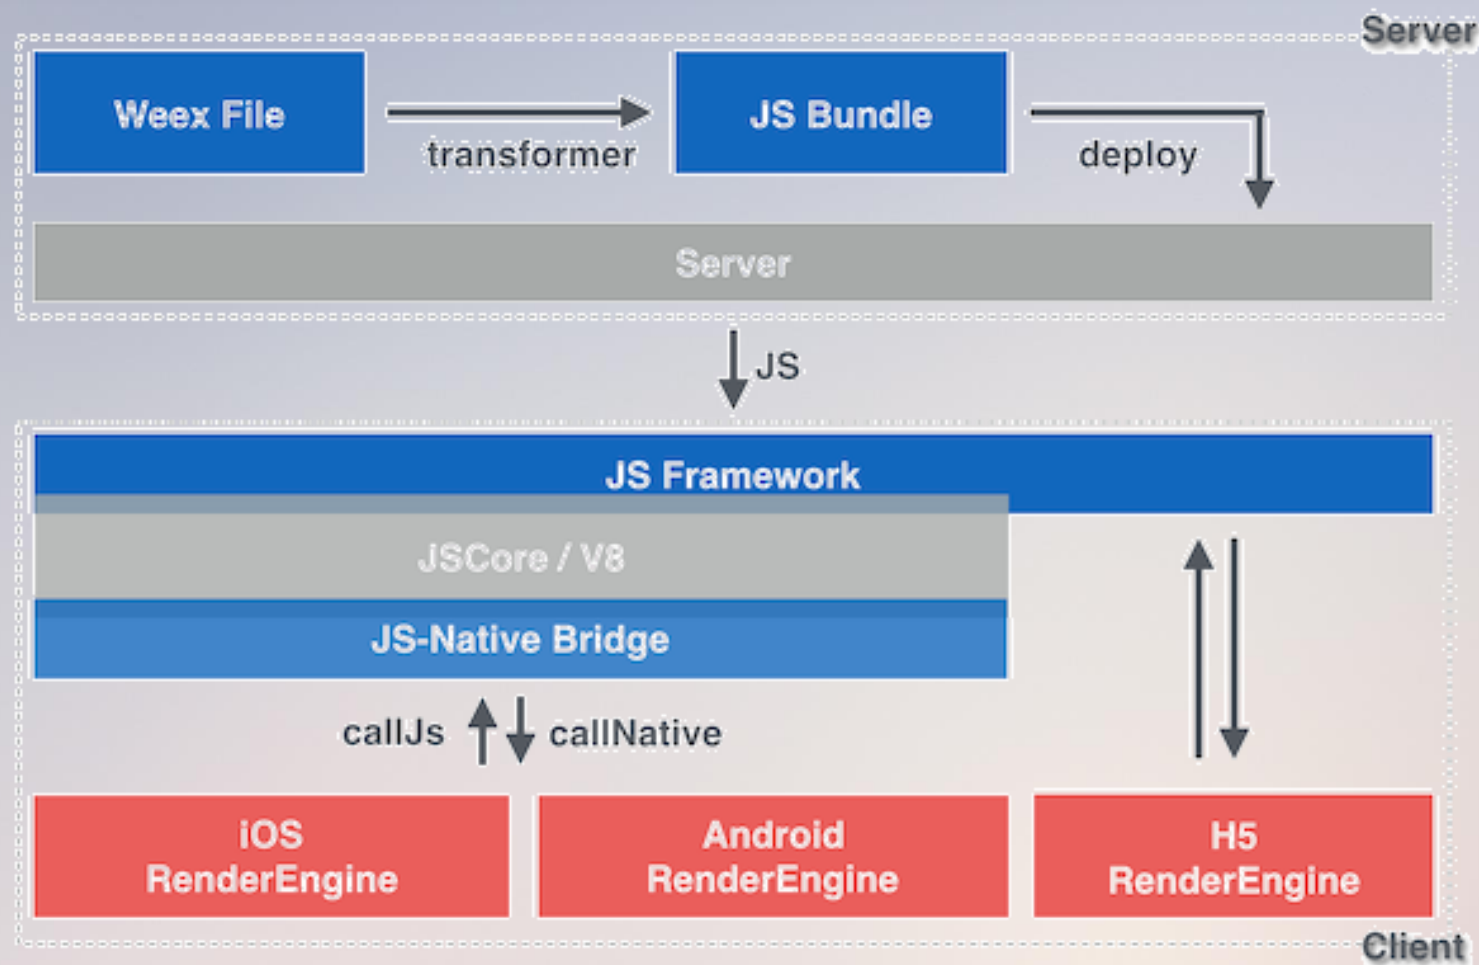 Server
Weex File
transformer
JS Bundle
deploy
Server
JS
JS Framework
JSCore / V8
JS-Native Bridge
callJs
callNative
iOS
RenderEngine
Android
RenderEngine
H5
RenderEngine
Client